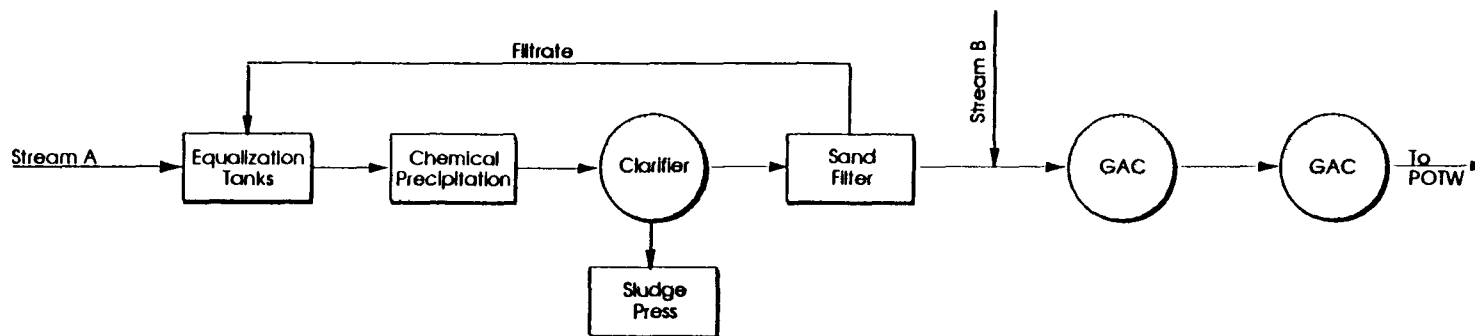 Filtrate
Stream B
Stream A
Equalization
Tanks
Chemical
Precipitation
Clarifier
Sand
Filter
GAC
GAC
To
POTW
Sludge
Press